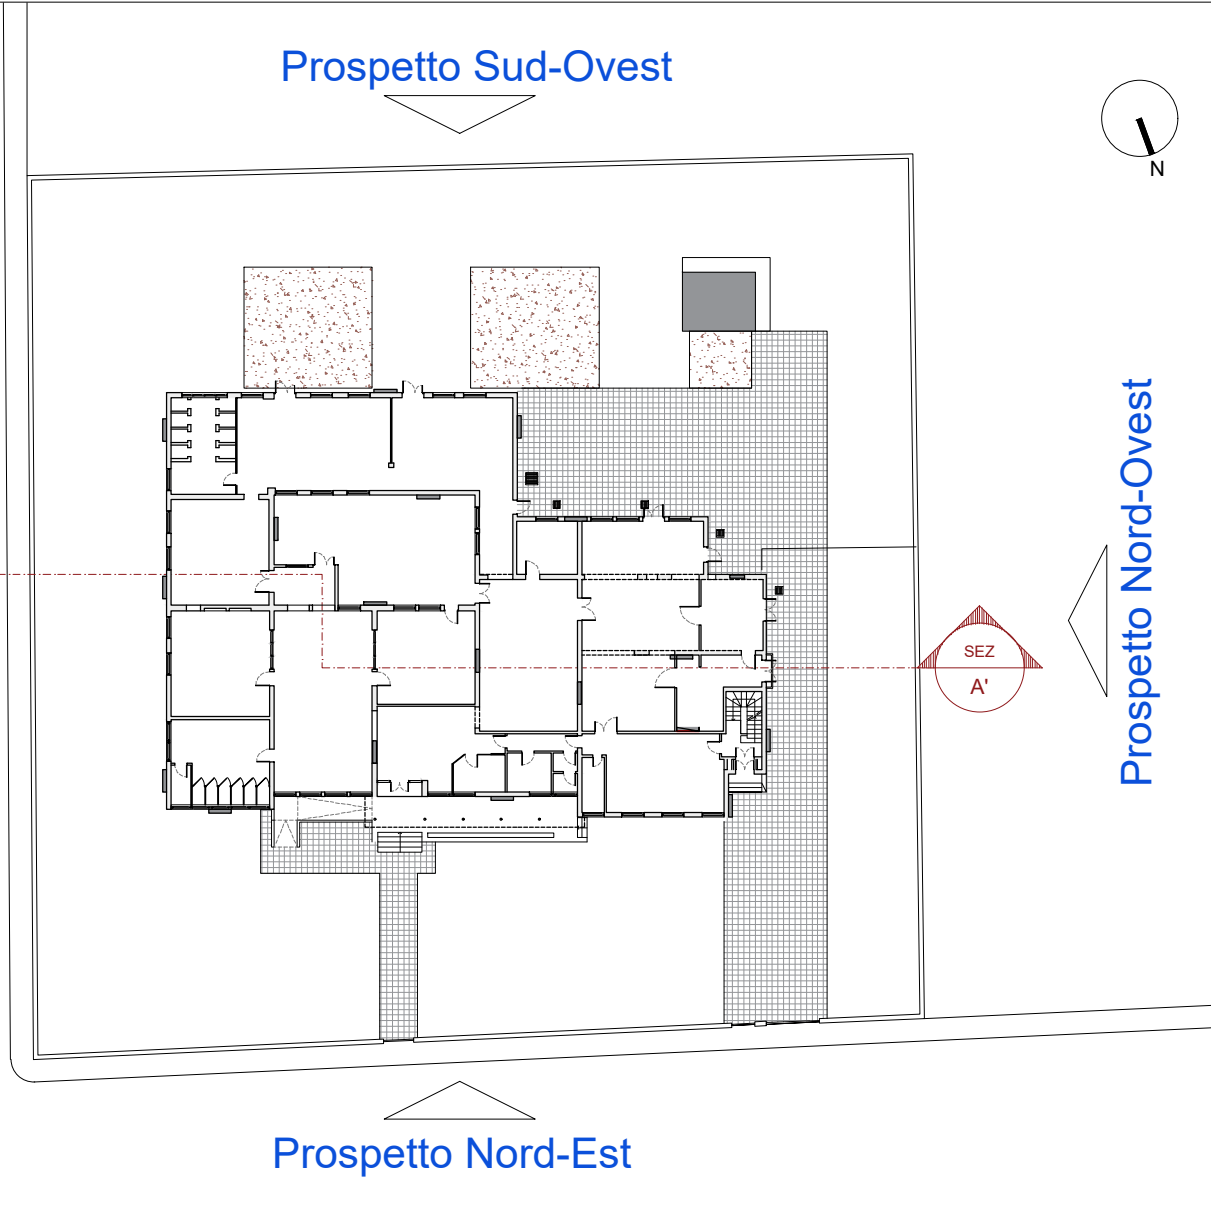 Prospetto Sud-Ovest
N
Prospetto Nord-Ovest
SEZ
A'
Prospetto Nord-Est